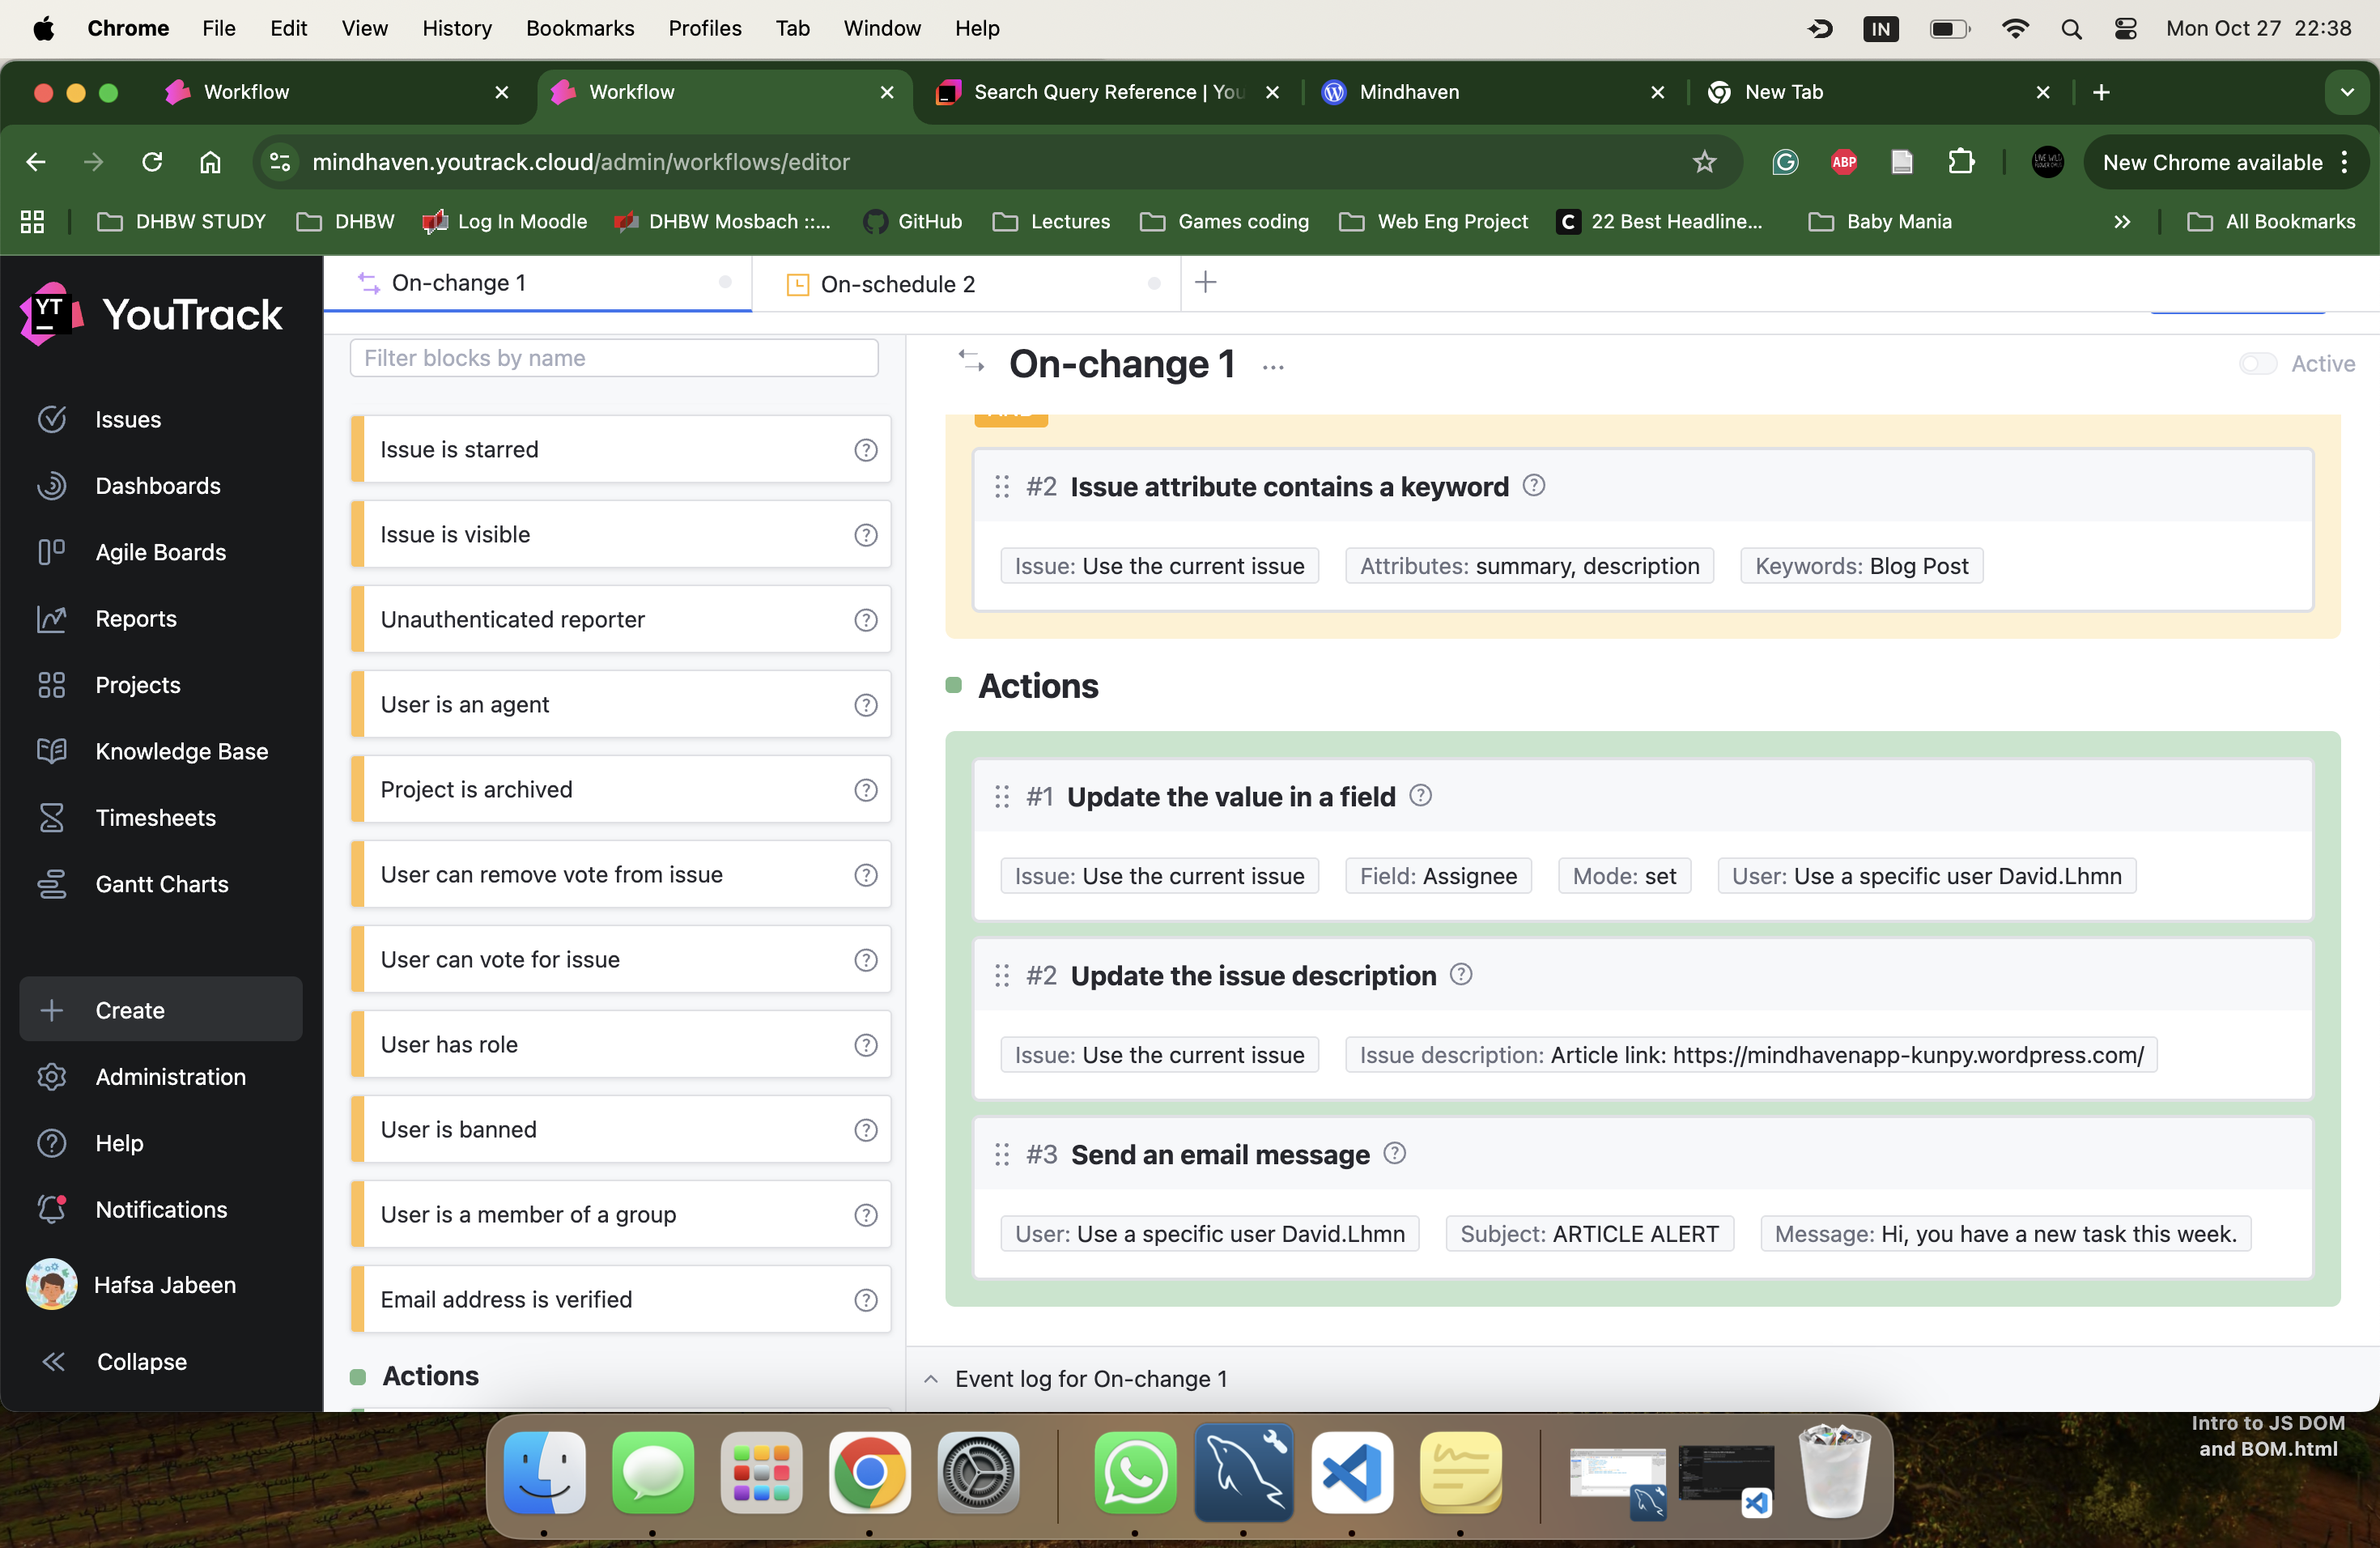 Chrome File Edit View History Bookmarks Profiles Tab Window Help IN Mon Oct 27 22:38
Workflow
Workflow
Search Query Reference | You
Mindhaven
New Tab
mindhaven.youtrack.cloud/admin/workflows/editor
ABP
New Chrome available
DHBW STUDY
DHBW
Log In Moodle
DHBW Mosbach ::...
GitHub
Lectures
Games coding
Web Eng Project
C 22 Best Headline...
Baby Mania
All Bookmarks
YT YouTrack
Issues
Dashboards
Agile Boards
Reports
Projects
Knowledge Base
Timesheets
Gantt Charts
Create
Administration
Help
Notifications
Hafsa Jabeen
Collapse
On-change 1
On-schedule 2
Filter blocks by name
Issue is starred
Issue is visible
Unauthenticated reporter
User is an agent
Project is archived
User can remove vote from issue
User can vote for issue
User has role
User is banned
User is a member of a group
Email address is verified
Actions
On-change 1 ...
Active
#2 Issue attribute contains a keyword
Issue: Use the current issue Attributes: summary, description Keywords: Blog Post
Actions
#1 Update the value in a field
Issue: Use the current issue Field: Assignee Mode: set User: Use a specific user David.Lhmn
#2 Update the issue description
Issue: Use the current issue Issue description: Article link: https://mindhavenapp-kunpy.wordpress.com/
#3 Send an email message
User: Use a specific user David.Lhmn Subject: ARTICLE ALERT Message: Hi, you have a new task this week.
Event log for On-change 1
Intro to JS DOM
and BOM.html